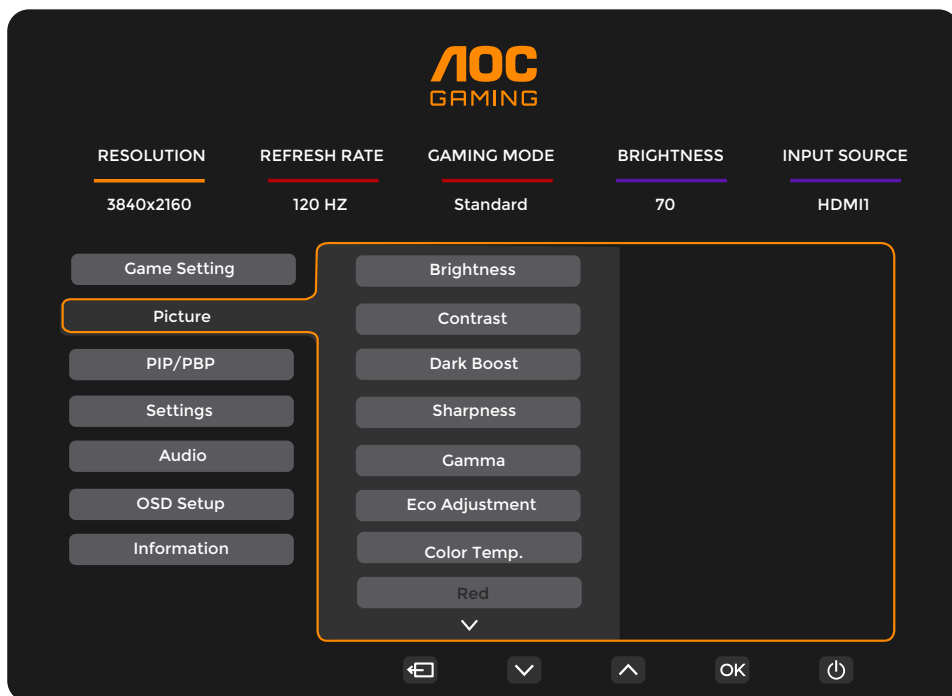 AOC
GAMING
RESOLUTION REFRESH RATE GAMING MODE BRIGHTNESS INPUT SOURCE
3840x2160 120 HZ Standard 70 HDMI1
Game Setting
Picture
PIP/PBP
Settings
Audio
OSD Setup
Information
Brightness
Contrast
Dark Boost
Sharpness
Gamma
Eco Adjustment
Color Temp.
Red
OK